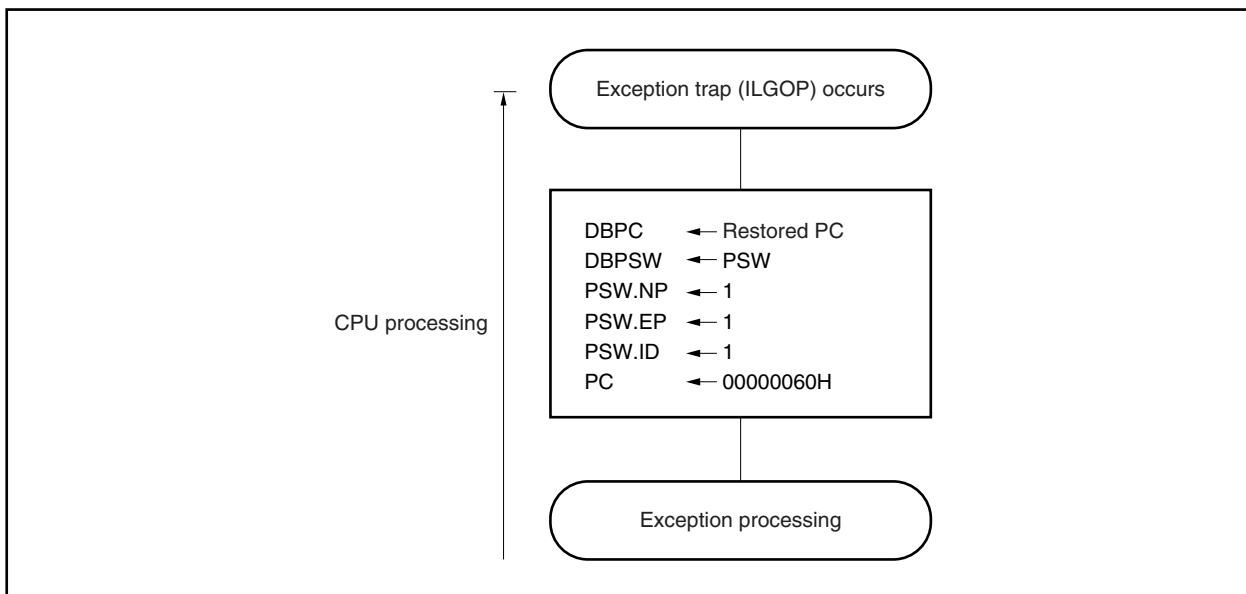 Exception trap (ILGOP) occurs
DBPC ← Restored PC
DBPSW ← PSW
PSW.NP ← 1
PSW.EP ← 1
PSW.ID ← 1
PC ← 00000060H
CPU processing
Exception processing